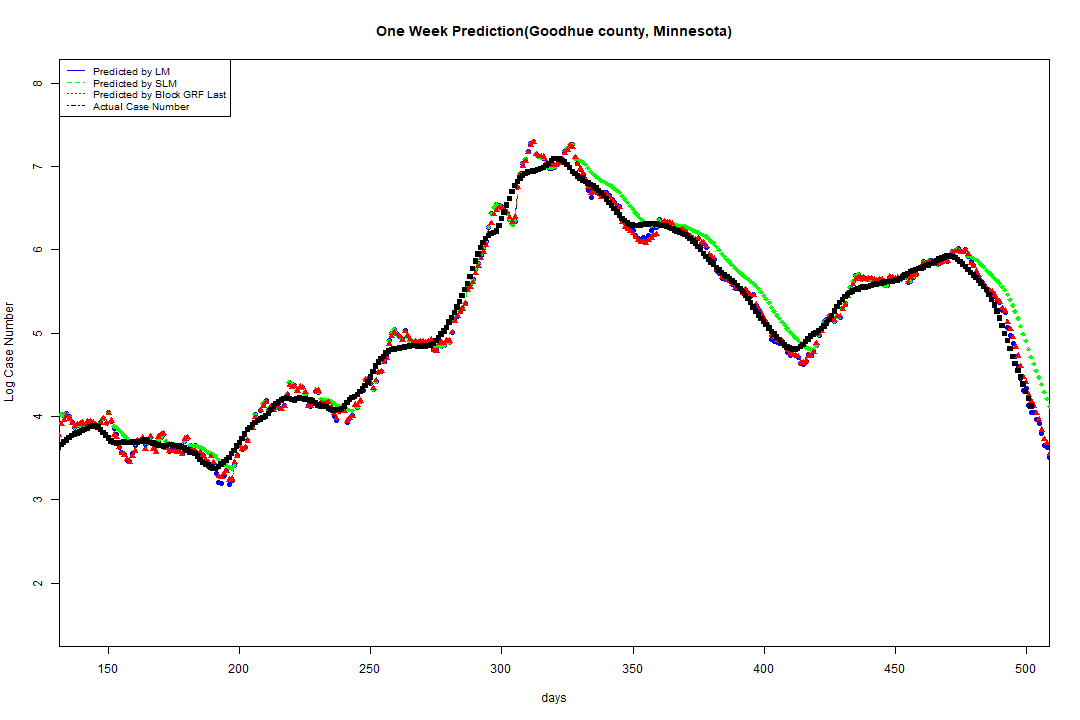 One Week Prediction(Goodhue county, Minnesota)
Predicted by LM
Predicted by SLM
Predicted by Block GRF Last
Actual Case Number
8
7
6
5
4
3
2
Log Case Number
150 200 250 300 350 400 450 500
days